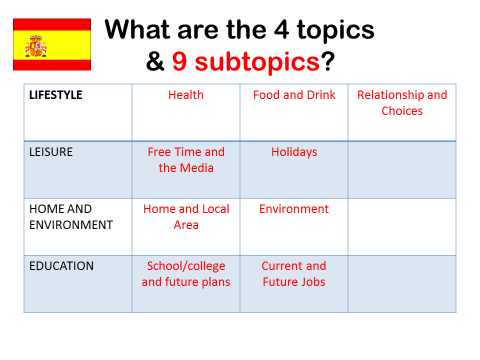 What are the 4 topics
& 9 subtopics?
LIFESTYLE
Health
Food and Drink
Relationship and
Choices
LEISURE
Free Time and
the Media
Holidays
HOME AND
ENVIRONMENT
Home and Local
Area
Environment
EDUCATION
School/college
and future plans
Current and
Future Jobs